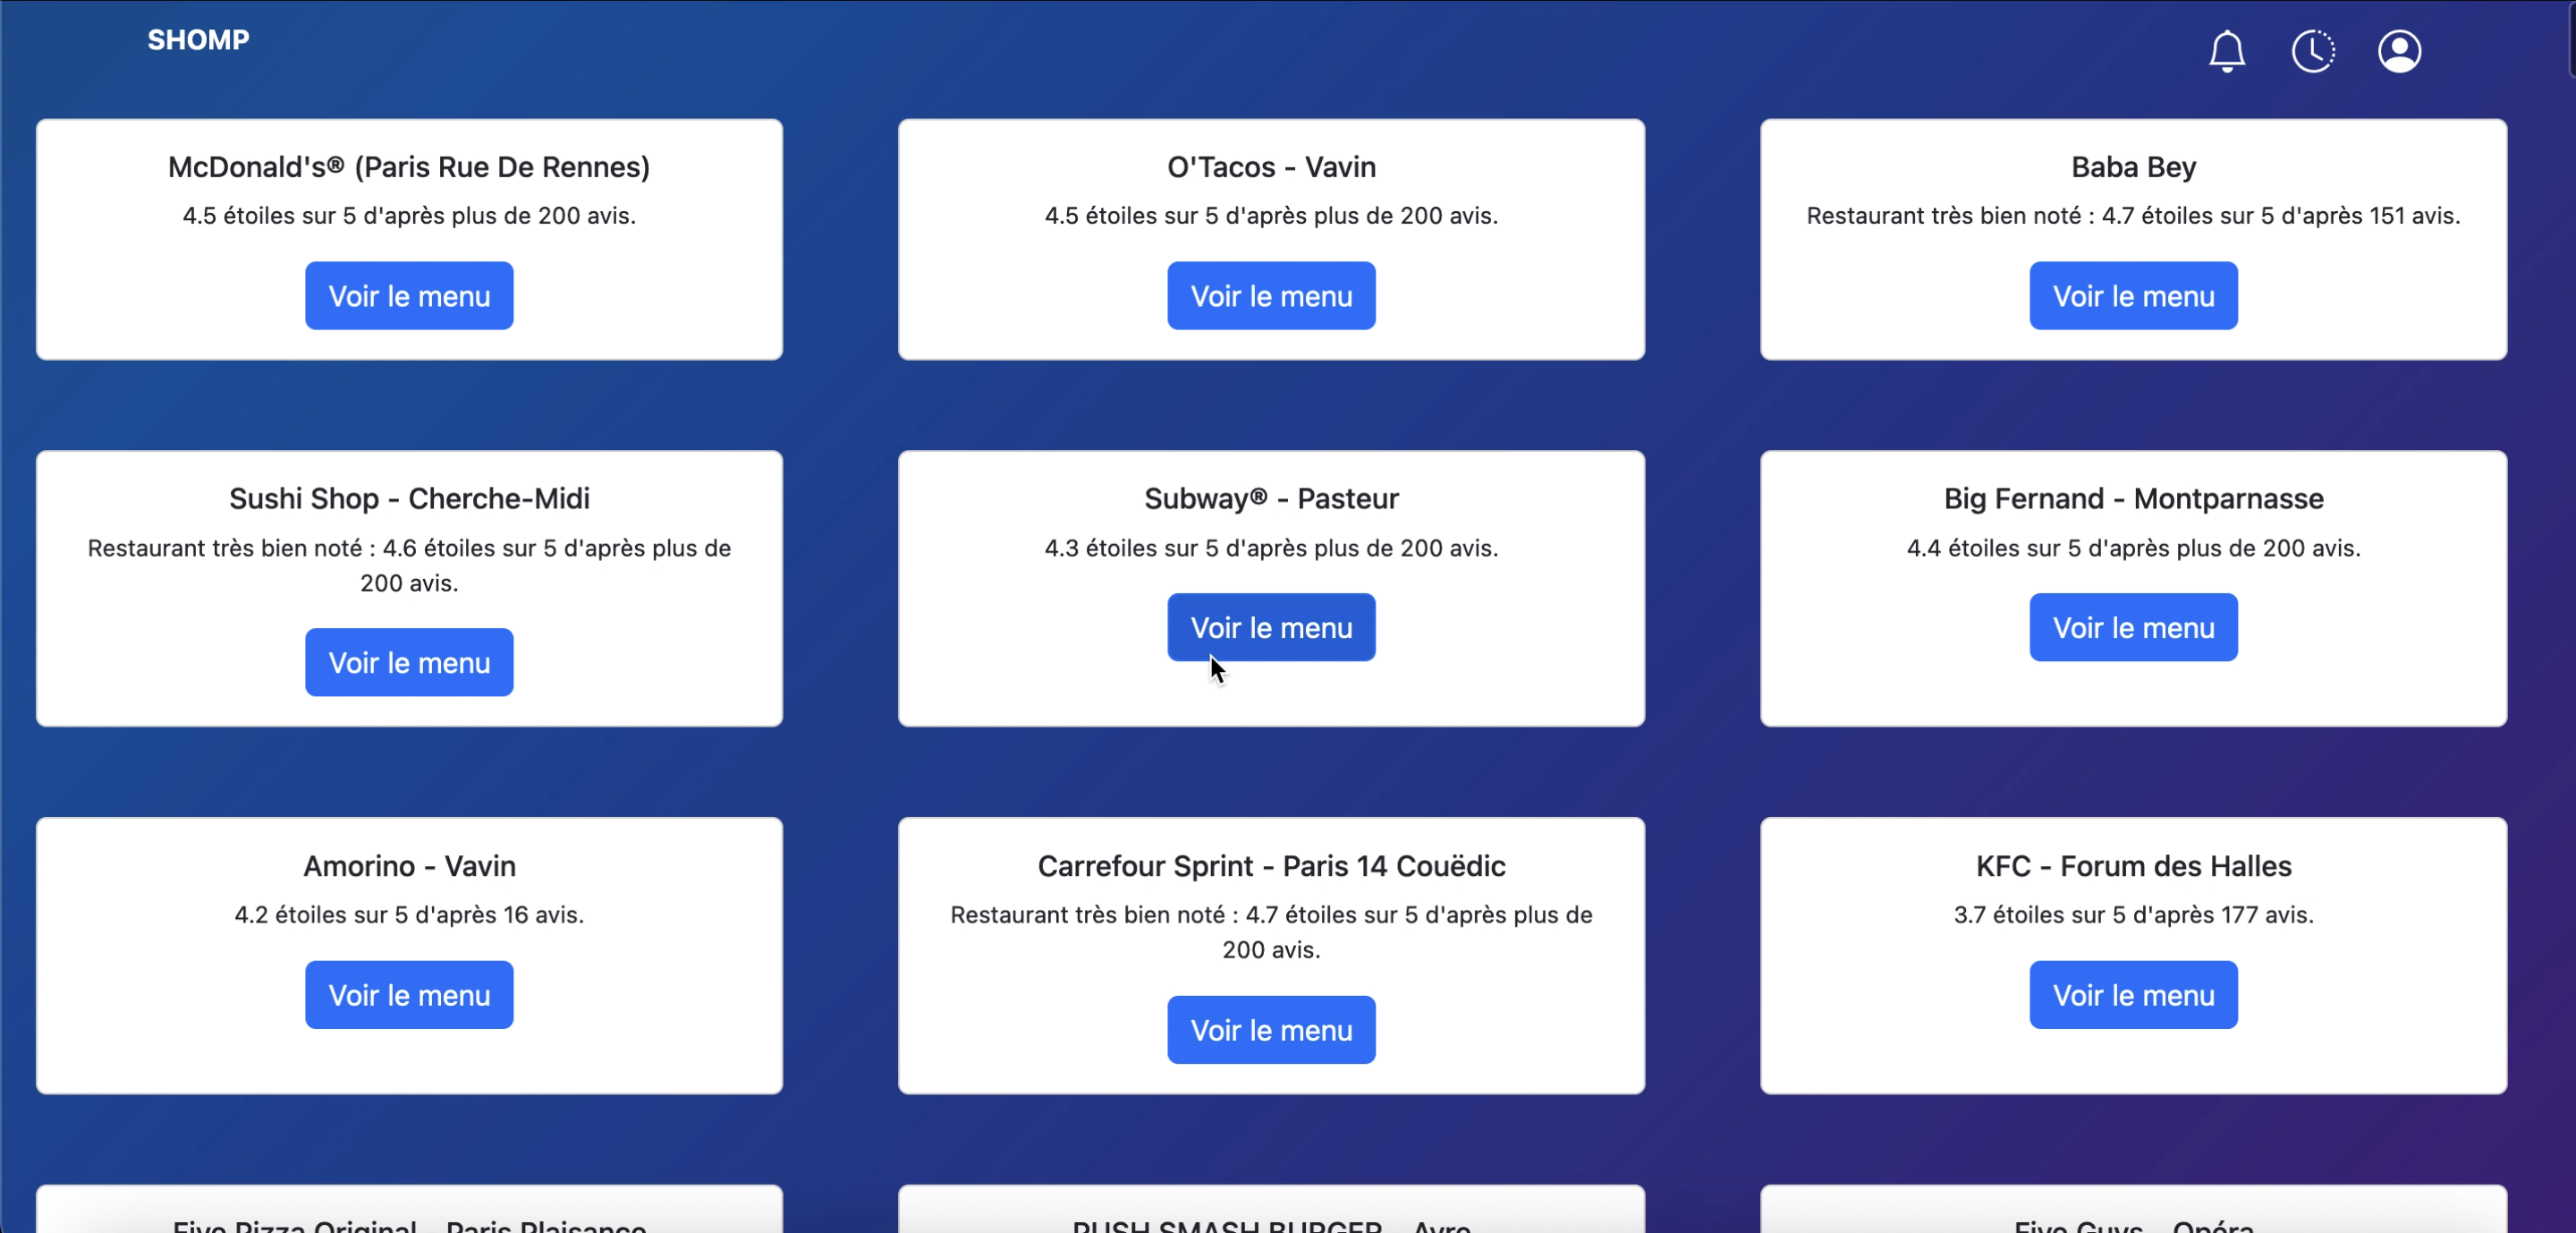 SHOMP
McDonald's® (Paris Rue De Rennes)
4.5 étoiles sur 5 d'après plus de 200 avis.
Voir le menu
O'Tacos - Vavin
4.5 étoiles sur 5 d'après plus de 200 avis.
Voir le menu
Baba Bey
Restaurant très bien noté : 4.7 étoiles sur 5 d'après 151 avis.
Voir le menu
Sushi Shop - Cherche-Midi
Restaurant très bien noté : 4.6 étoiles sur 5 d'après plus de
200 avis.
Voir le menu
Subway® - Pasteur
4.3 étoiles sur 5 d'après plus de 200 avis.
Voir le menu
Big Fernand - Montparnasse
4.4 étoiles sur 5 d'après plus de 200 avis.
Voir le menu
Amorino - Vavin
4.2 étoiles sur 5 d'après 16 avis.
Voir le menu
Carrefour Sprint - Paris 14 Couëdic
Restaurant très bien noté : 4.7 étoiles sur 5 d'après plus de
200 avis.
Voir le menu
KFC - Forum des Halles
3.7 étoiles sur 5 d'après 177 avis.
Voir le menu
Five Pizza Original - Paris Plaisance
PUSH SMASH BURGER - Ayre
Five Guys - Opéra